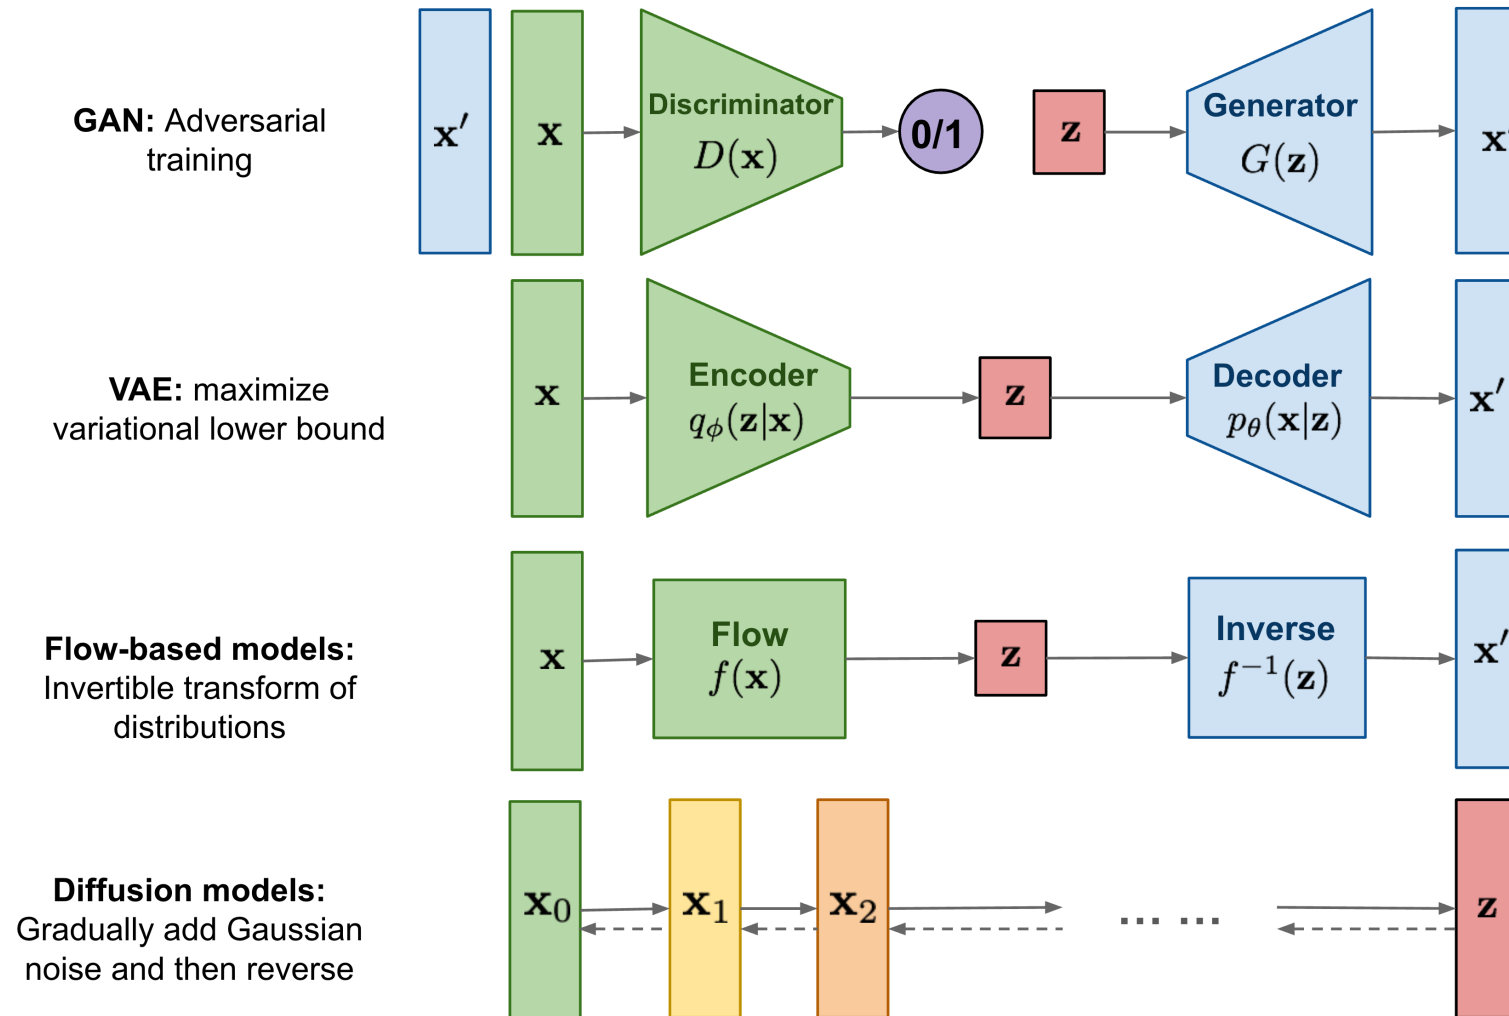 GAN: Adversarial
training
x′ x Discriminator
D(x) 0/1 z Generator
G(z) x′
VAE: maximize
variational lower bound
x Encoder
qϕ(z|x) z Decoder
pθ(x|z) x′
Flow-based models:
Invertible transform of
distributions
x Flow
f(x) z Inverse
f⁻¹(z) x′
Diffusion models:
Gradually add Gaussian
noise and then reverse
x₀ x₁ x₂ ... ... z